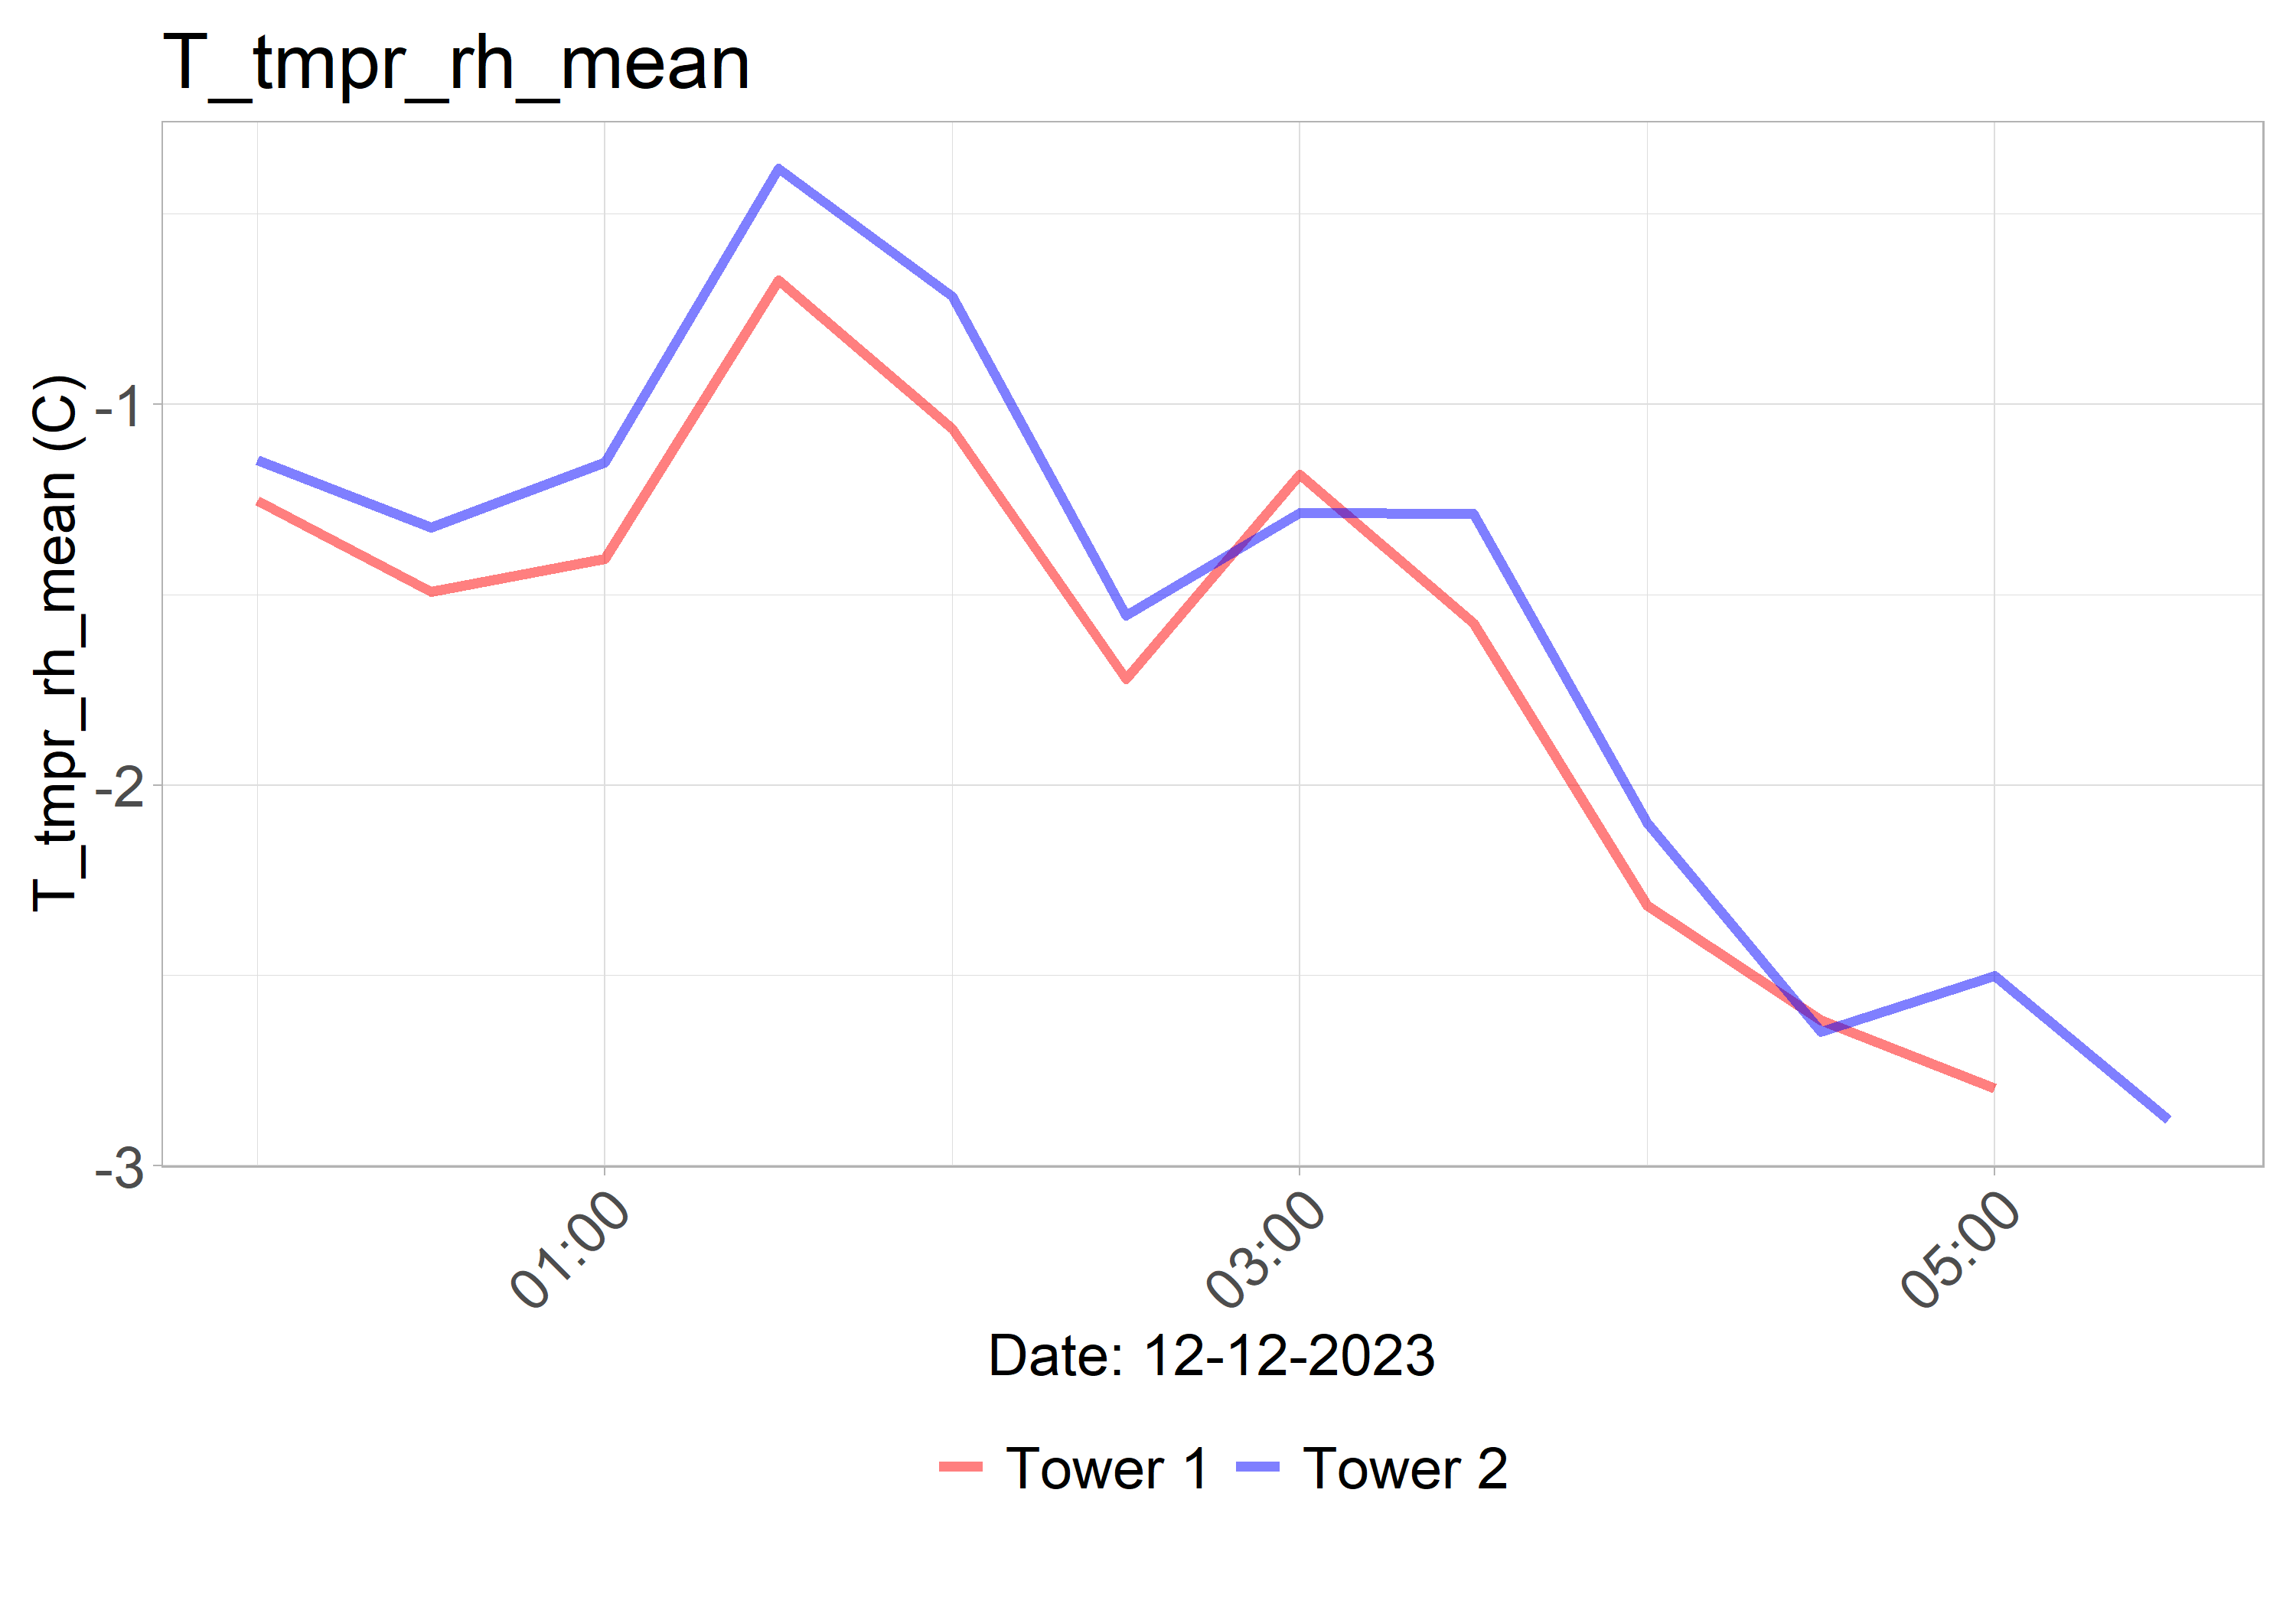 T_tmpr_rh_mean
T_tmpr_rh_mean (C)
-1
-2
-3
01:00
03:00
05:00
Date: 12-12-2023
Tower 1
Tower 2